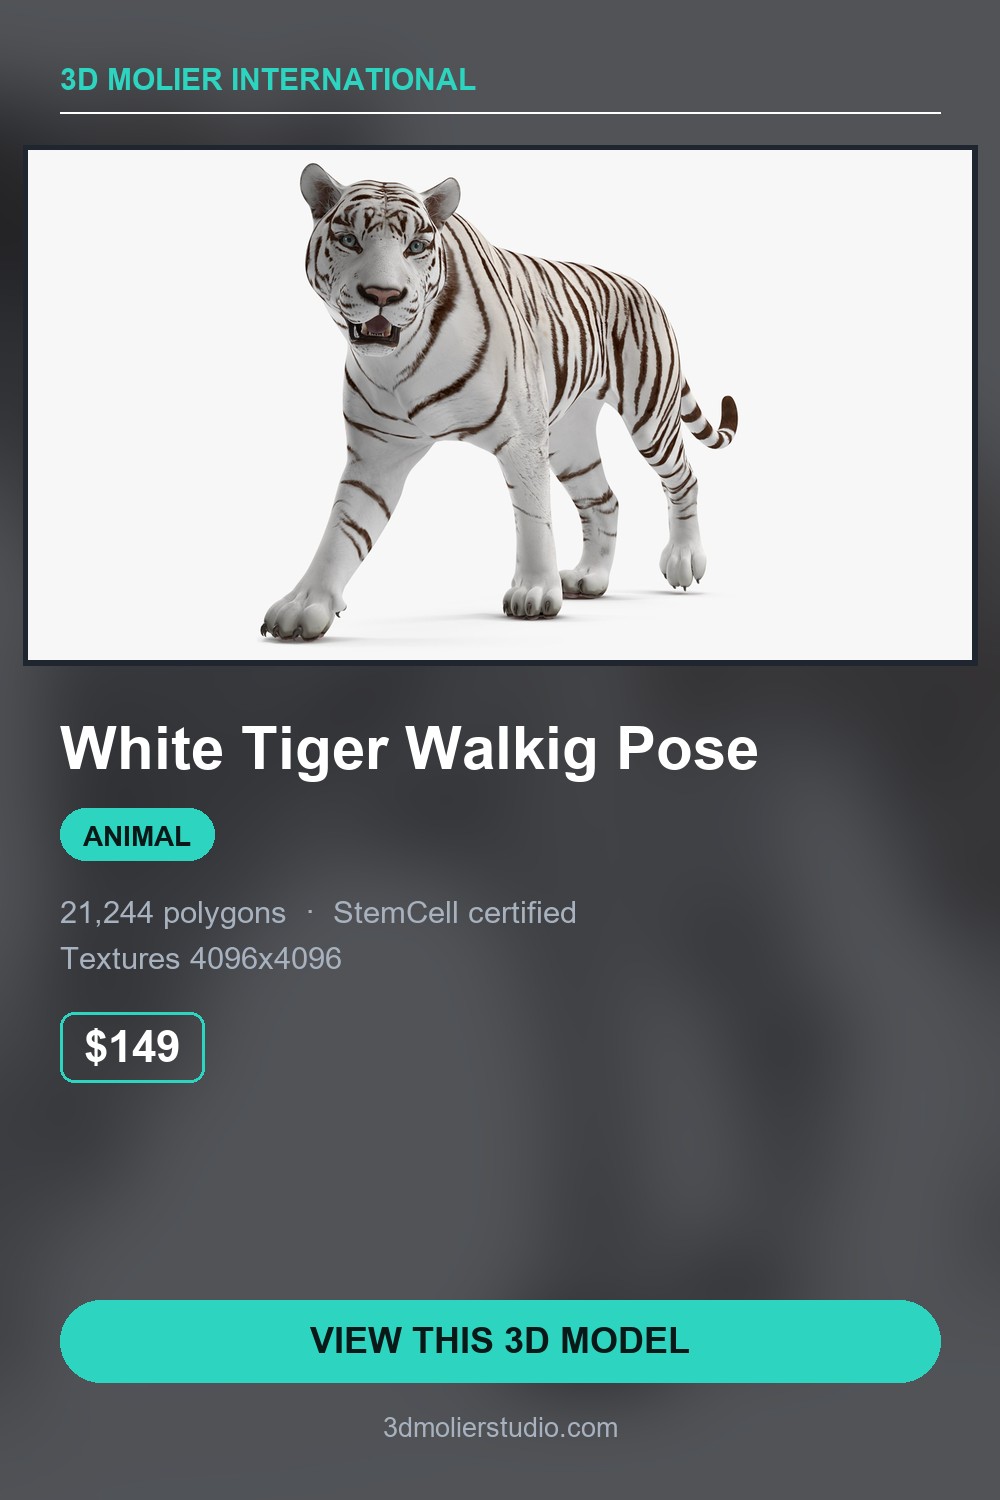 3D MOLIER INTERNATIONAL
White Tiger Walkig Pose
ANIMAL
21,244 polygons · StemCell certified
Textures 4096x4096
$149
VIEW THIS 3D MODEL
3dmolierstudio.com